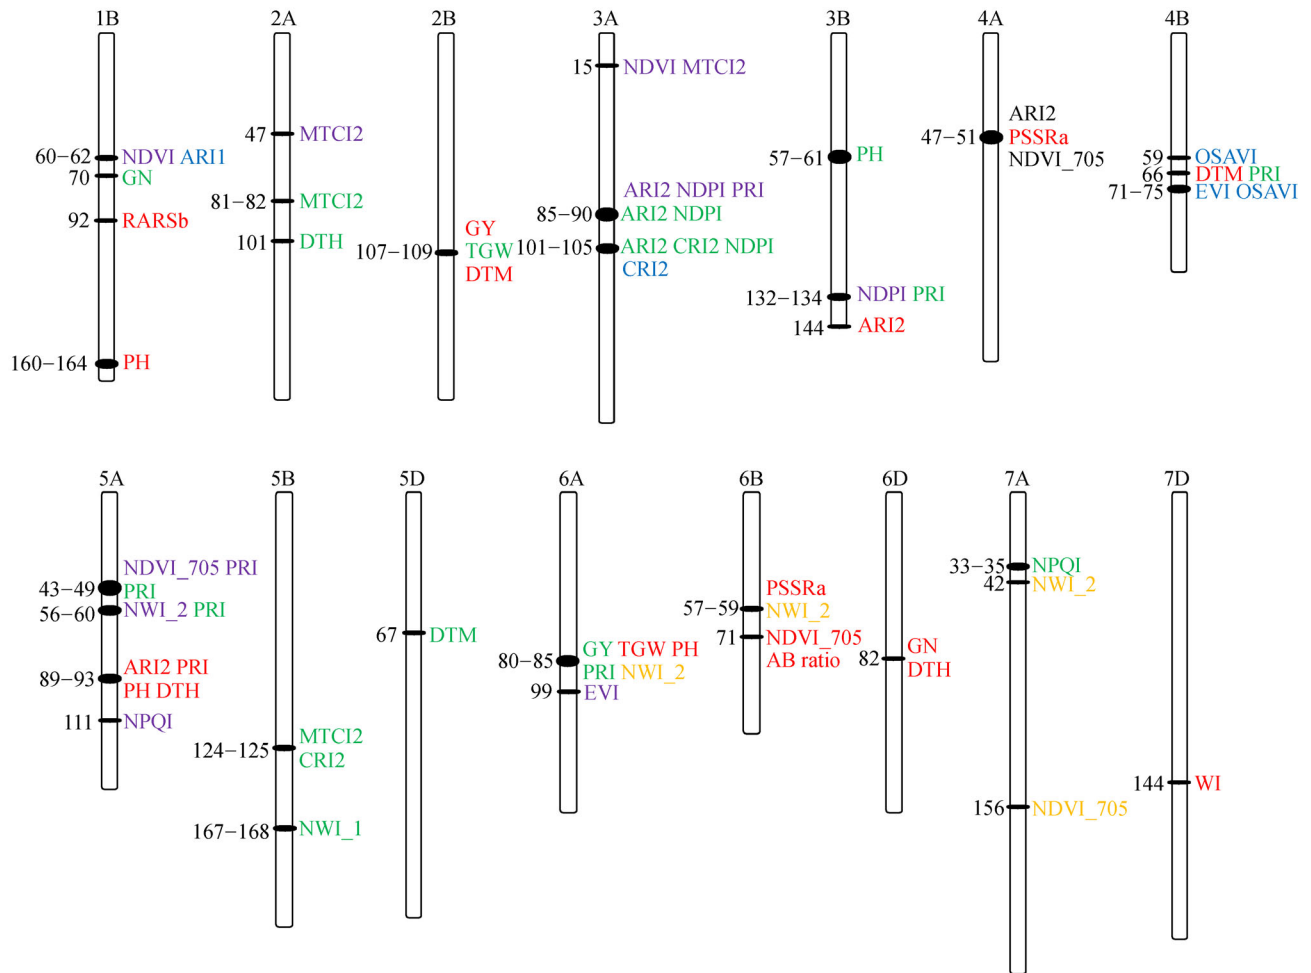 1B
60−62 NDVI ARI1
70 GN
92 RARSb
160−164 PH
2A
47 MTCI2
81−82 MTCI2
101 DTH
2B
GY
107−109 TGW
DTM
3A
15 NDVI MTCI2
ARI2 NDPI PRI
85−90 ARI2 NDPI
101−105 ARI2 CRI2 NDPI
CRI2
3B
57−61 PH
132−134 NDPI PRI
144 ARI2
4A
ARI2
47−51 PSSRa
NDVI_705
4B
59 OSAVI
66 DTM PRI
71−75 EVI OSAVI
5A
NDVI_705 PRI
43−49 PRI
56−60 NWI_2 PRI
ARI2 PRI
89−93
PH DTH
111 NPQI
5B
MTCI2
124−125
CRI2
167−168 NWI_1
5D
67 DTM
6A
GY TGW PH
80−85
PRI NWI_2
99 EVI
6B
PSSRa
57−59 NWI_2
71 NDVI_705
AB ratio
6D
GN
82
DTH
7A
33−35 NPQI
42 NWI_2
156 NDVI_705
7D
144 WI